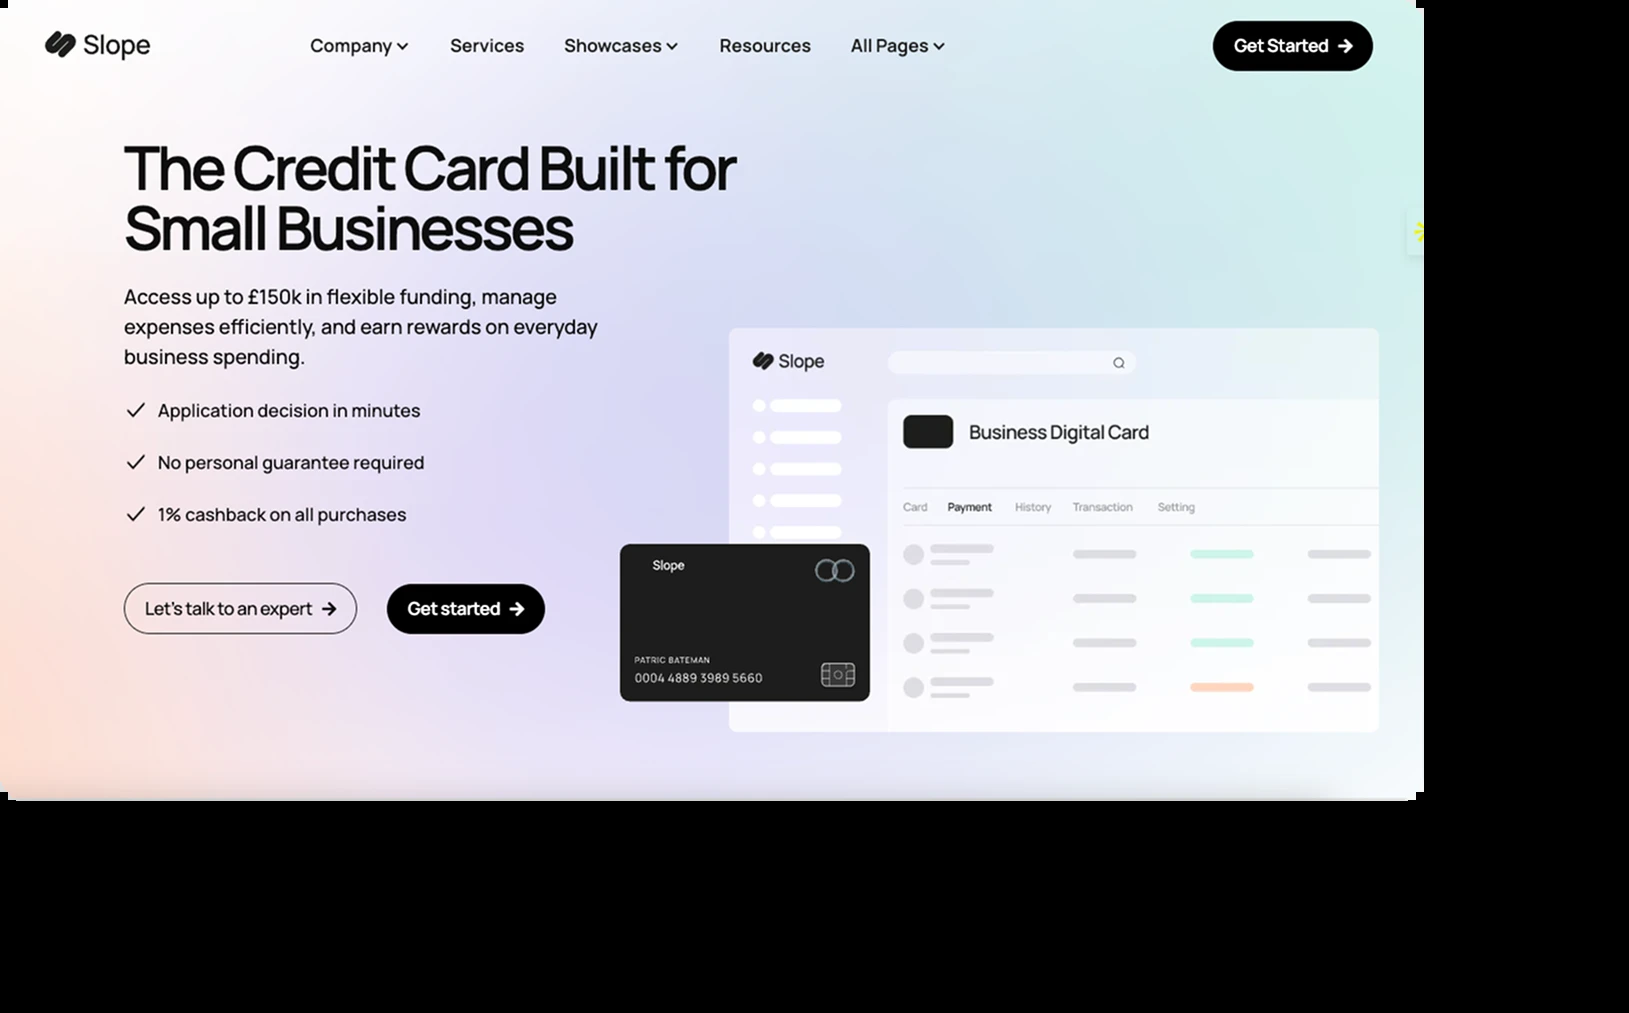 Slope
Company
Services
Showcases
Resources
All Pages
Get Started
The Credit Card Built for
Small Businesses
Access up to £150k in flexible funding, manage
expenses efficiently, and earn rewards on everyday
business spending.
Application decision in minutes
No personal guarantee required
1% cashback on all purchases
Let's talk to an expert
Get started
Slope
Business Digital Card
Card
Payment
History
Transaction
Setting
Slope
PATRIC BATEMAN
0004 4889 3989 5660